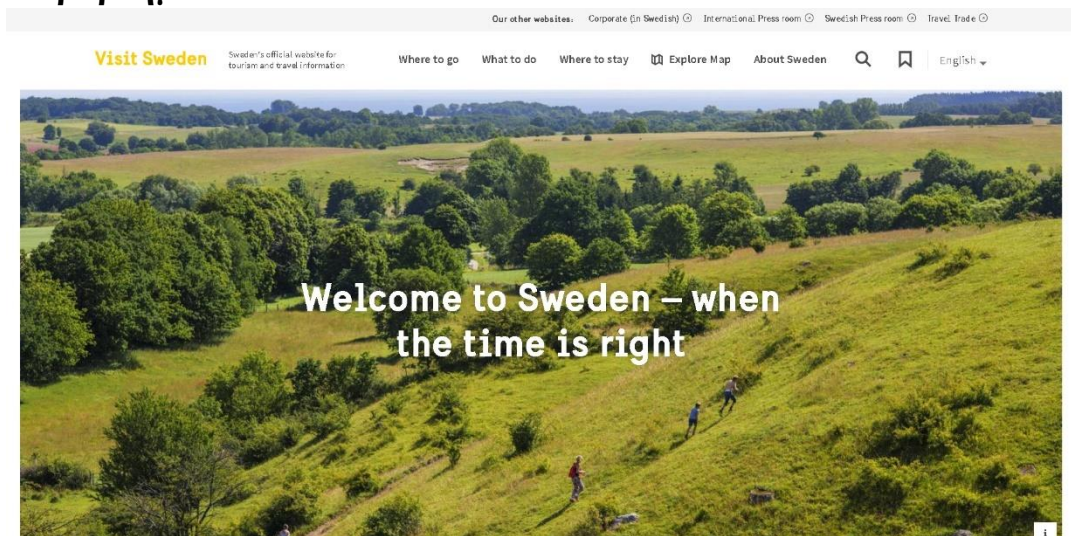 Our other websites: Corporate (in Swedish) International Press room Swedish Press room Travel Trade
Visit Sweden
Sweden's official website for
tourism and travel information
Where to go What to do Where to stay Explore Map About Sweden English
Welcome to Sweden – when
the time is right
i